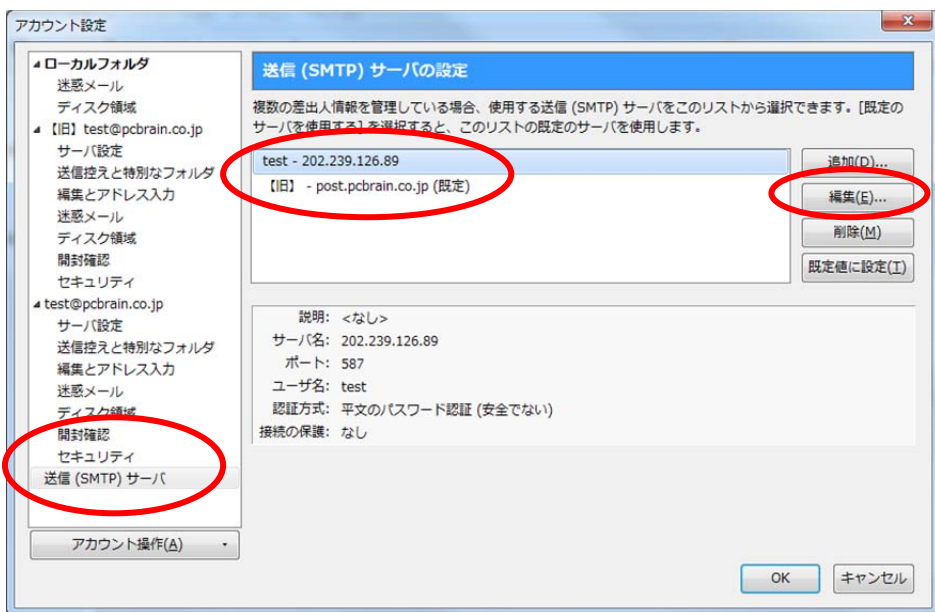 アカウント設定
ローカルフォルダ
迷惑メール
ディスク領域
【旧】test@pcbrain.co.jp
サーバ設定
送信控えと特別なフォルダ
編集とアドレス入力
迷惑メール
ディスク領域
開封確認
セキュリティ
test@pcbrain.co.jp
サーバ設定
送信控えと特別なフォルダ
編集とアドレス入力
迷惑メール
ディスク領域
開封確認
セキュリティ
送信 (SMTP) サーバ
アカウント操作(A)
送信 (SMTP) サーバの設定
複数の差出人情報を管理している場合、使用する送信 (SMTP) サーバをこのリストから選択できます。[既定の
サーバを使用する] を選択すると、このリストの既定のサーバを使用します。
test - 202.239.126.89
【旧】 - post.pcbrain.co.jp (既定)
追加(D)...
編集(E)...
削除(M)
既定値に設定(T)
説明: <なし>
サーバ名: 202.239.126.89
ポート: 587
ユーザ名: test
認証方式: 平文のパスワード認証 (安全でない)
接続の保護: なし
OK
キャンセル